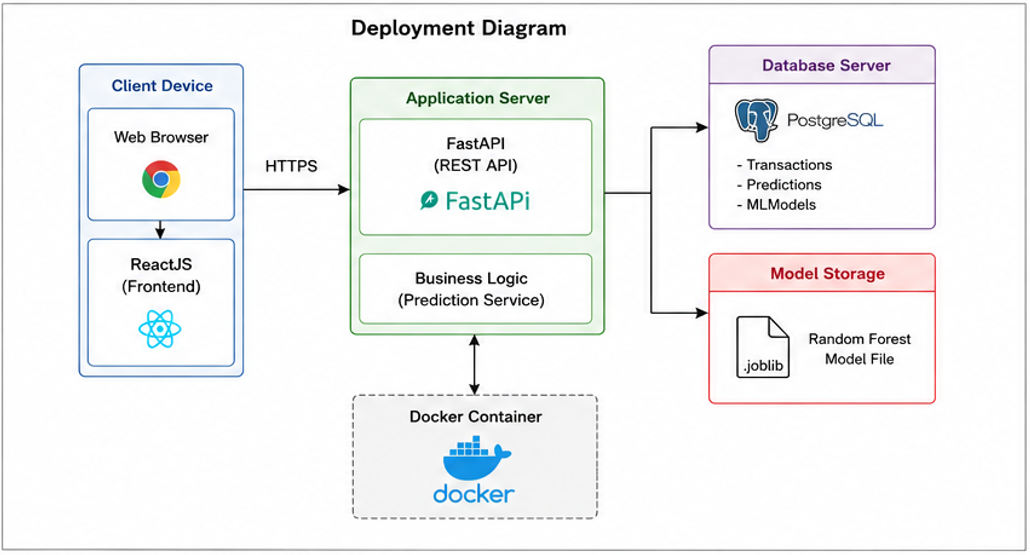 Deployment Diagram
Client Device
Web Browser
ReactJS
(Frontend)
HTTPS
Application Server
FastAPI
(REST API)
FastAPi
Business Logic
(Prediction Service)
Docker Container
docker
Database Server
PostgreSQL
- Transactions
- Predictions
- MLModels
Model Storage
.joblib
Random Forest
Model File